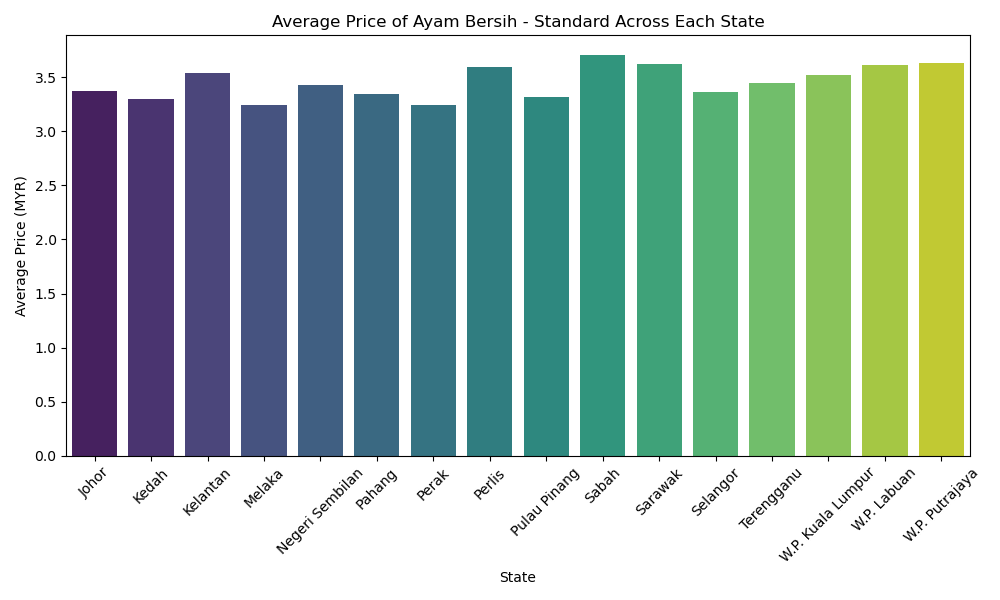 Average Price of Ayam Bersih - Standard Across Each State
Average Price (MYR)
3.5
3.0
2.5
2.0
1.5
1.0
0.5
0.0
Johor
Kedah
Kelantan
Melaka
Negeri Sembilan
Pahang
Perak
Perlis
Pulau Pinang
Sabah
Sarawak
Selangor
Terengganu
W.P. Kuala Lumpur
W.P. Labuan
W.P. Putrajaya
State